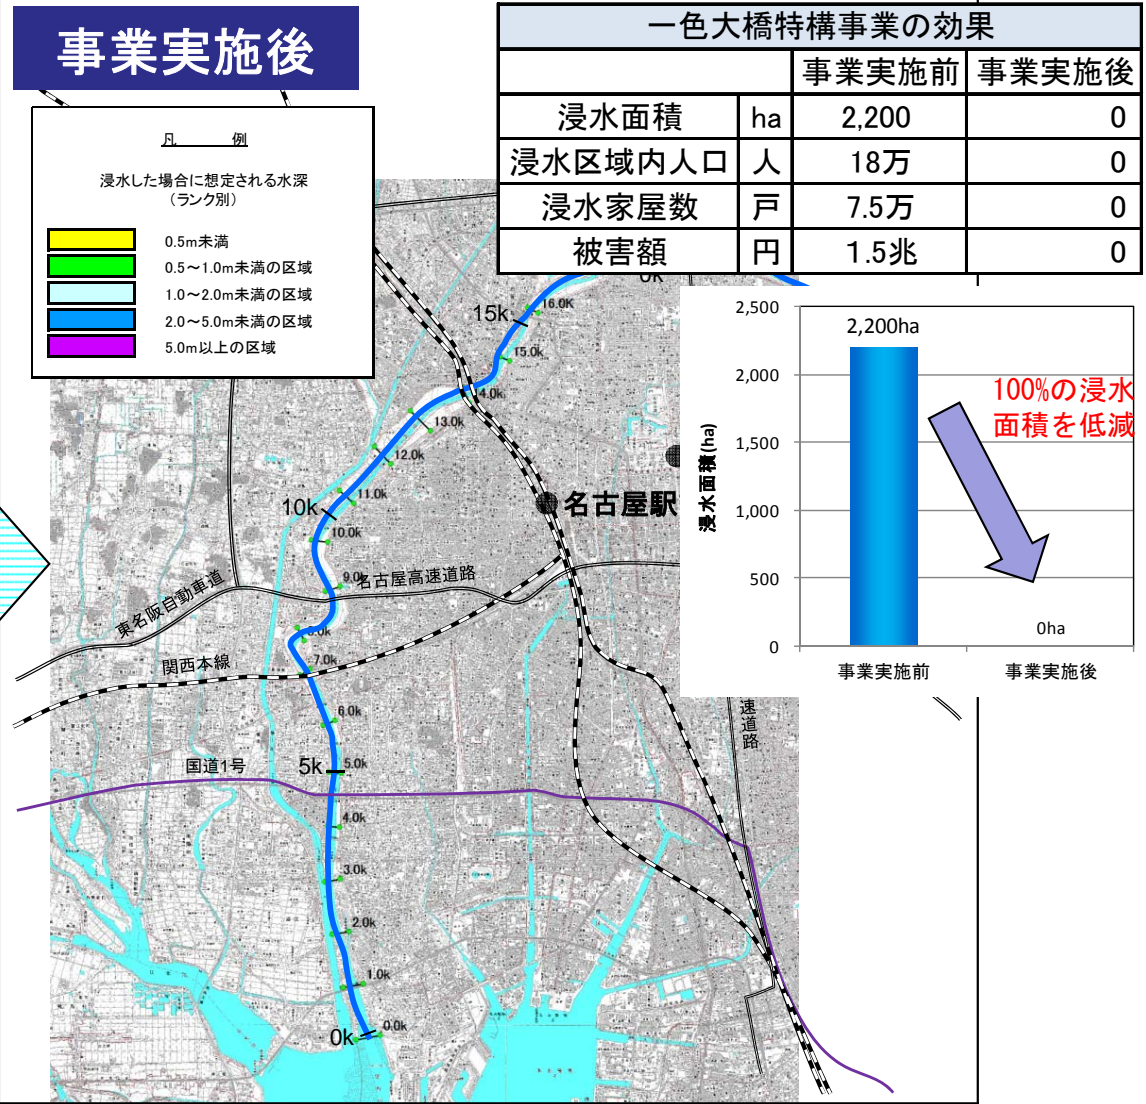 事業実施後
一色大橋特構事業の効果
事業実施前 事業実施後
浸水面積 ha 2,200 0
浸水区域内人口 人 18万 0
浸水家屋数 戸 7.5万 0
被害額 円 1.5兆 0
凡 例
浸水した場合に想定される水深
(ランク別)
0.5m未満
0.5～1.0m未満の区域
1.0～2.0m未満の区域
2.0～5.0m未満の区域
5.0m以上の区域
2,500
2,000
1,500
1,000
500
0
浸水面積(ha)
2,200ha
100%の浸水
面積を低減
0ha
事業実施前
事業実施後
16.0K
15k
15.0k
14.0k
13.0k
12.0k
11.0k
10k
10.0k
名古屋駅
9.0k
名古屋高速道路
東名阪自動車道
8.0k
関西本線
7.0k
6.0k
速道路
国道1号
5k
5.0k
4.0k
3.0k
2.0k
1.0k
0k
0.0k